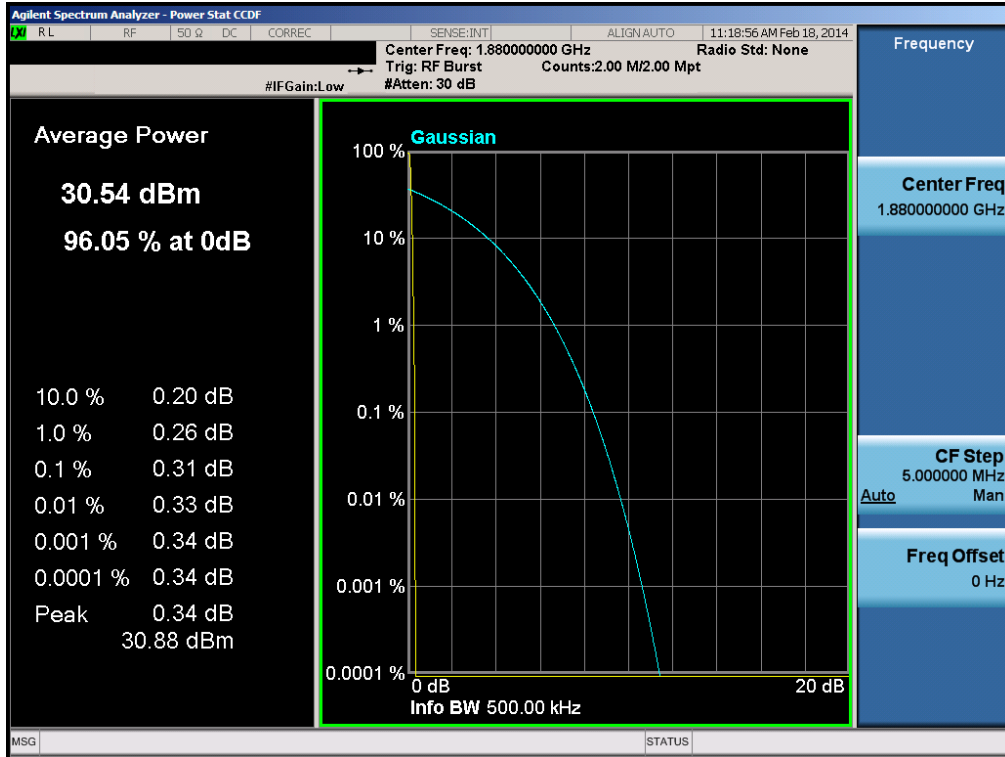 Agilent Spectrum Analyzer - Power Stat CCDF
LXI RL RF 50 Ω DC CORREC SENSE:INT ALIGN AUTO 11:18:56 AM Feb 18, 2014
Center Freq: 1.880000000 GHz Radio Std: None
Trig: RF Burst Counts:2.00 M/2.00 Mpt
#IFGain:Low #Atten: 30 dB
Average Power
30.54 dBm
96.05 % at 0dB
10.0 % 0.20 dB
1.0 % 0.26 dB
0.1 % 0.31 dB
0.01 % 0.33 dB
0.001 % 0.34 dB
0.0001 % 0.34 dB
Peak 0.34 dB
30.88 dBm
Gaussian
100 %
10 %
1 %
0.1 %
0.01 %
0.001 %
0.0001 %
0 dB 20 dB
Info BW 500.00 kHz
Frequency
Center Freq
1.880000000 GHz
CF Step
5.000000 MHz
Auto Man
Freq Offset
0 Hz
MSG STATUS